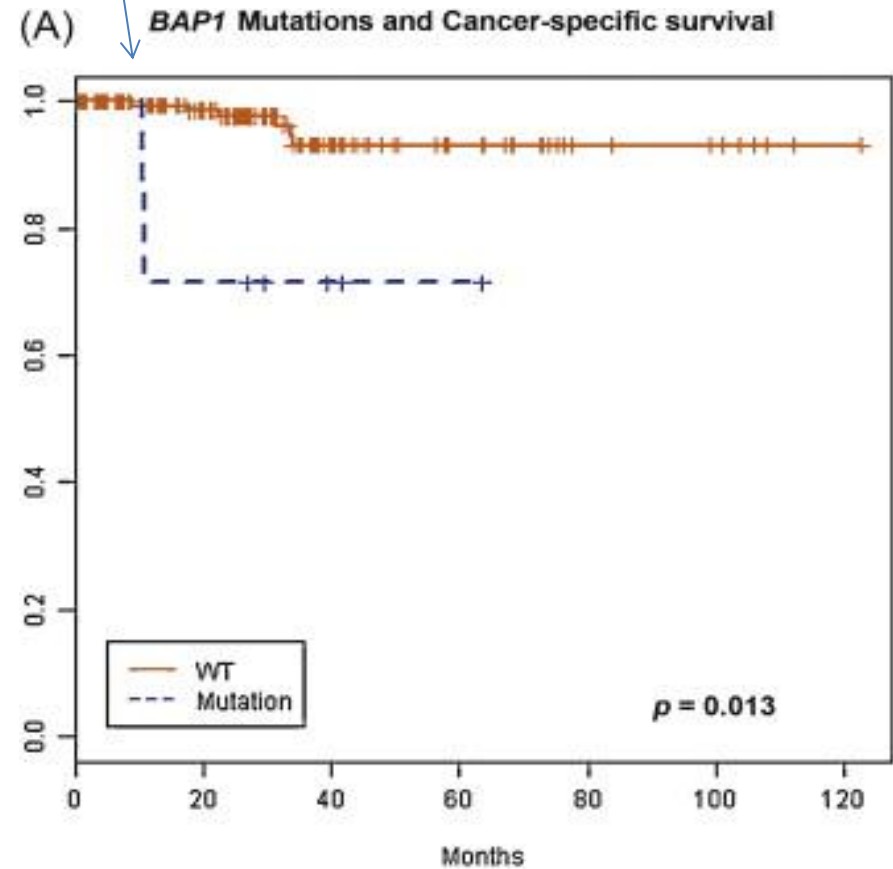 (A) BAP1 Mutations and Cancer-specific survival
1.0
0.8
0.6
0.4
0.2
0.0
WT
Mutation
p = 0.013
0 20 40 60 80 100 120
Months